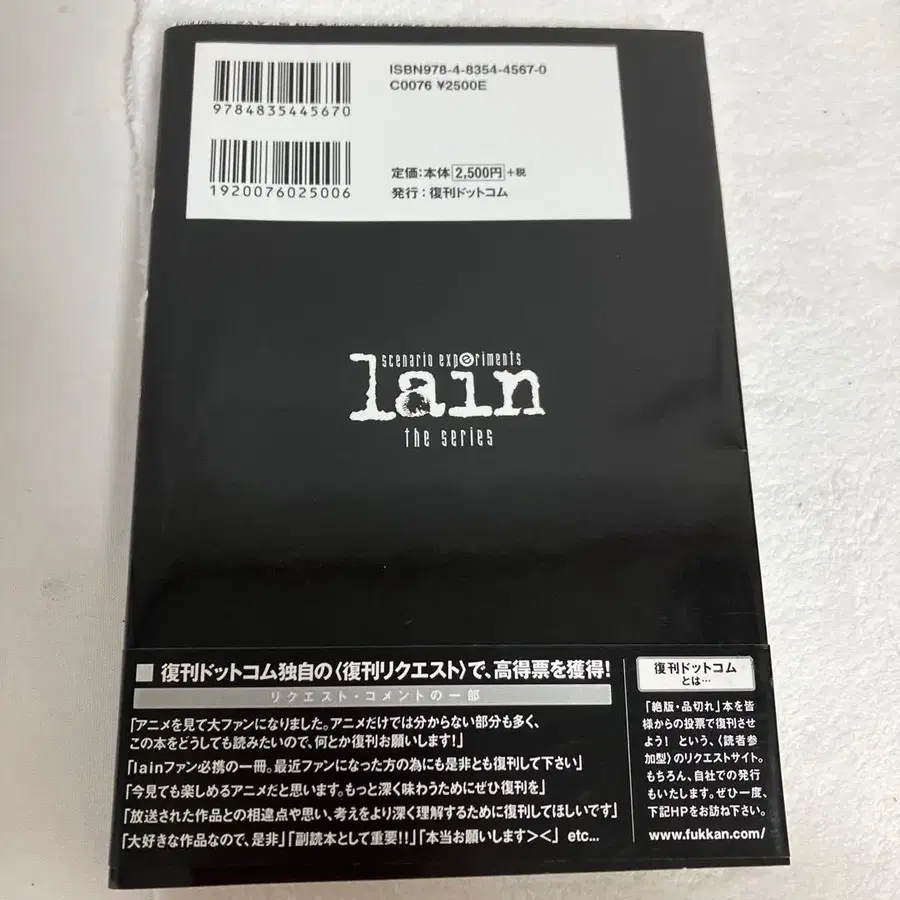 ISBN978-4-8354-4567-0
C0076 ¥2500E
9784835445670
定価：本体2,500円+税
発行：復刊ドットコム
1920076025006
scenario experiments
lain
the series
■ 復刊ドットコム独自の〈復刊リクエスト〉で、高得票を獲得！
リクエスト・コメントの一部
「アニメを見て大ファンになりました。アニメだけでは分からない部分も多く、
この本をどうしても読みたいので、何とか復刊お願いします！」
「lainファン必携の一冊。最近ファンになった方の為にも是非とも復刊して下さい」
「今見ても楽しめるアニメだと思います。もっと深く味わうためにぜひ復刊を」
「放送された作品との相違点や思い、考えをより深く理解するために復刊してほしいです」
「大好きな作品なので、是非」「副読本として重要！！」「本当お願いします＞＜」 etc...
復刊ドットコム
とは…
「絶版・品切れ」本を皆
様からの投票で復刊させ
よう！ という、〈読者参
加型〉のリクエストサイト。
もちろん、自社での発行
もいたします。ぜひ一度、
下記HPをお訪ね下さい。
www.fukkan.com/